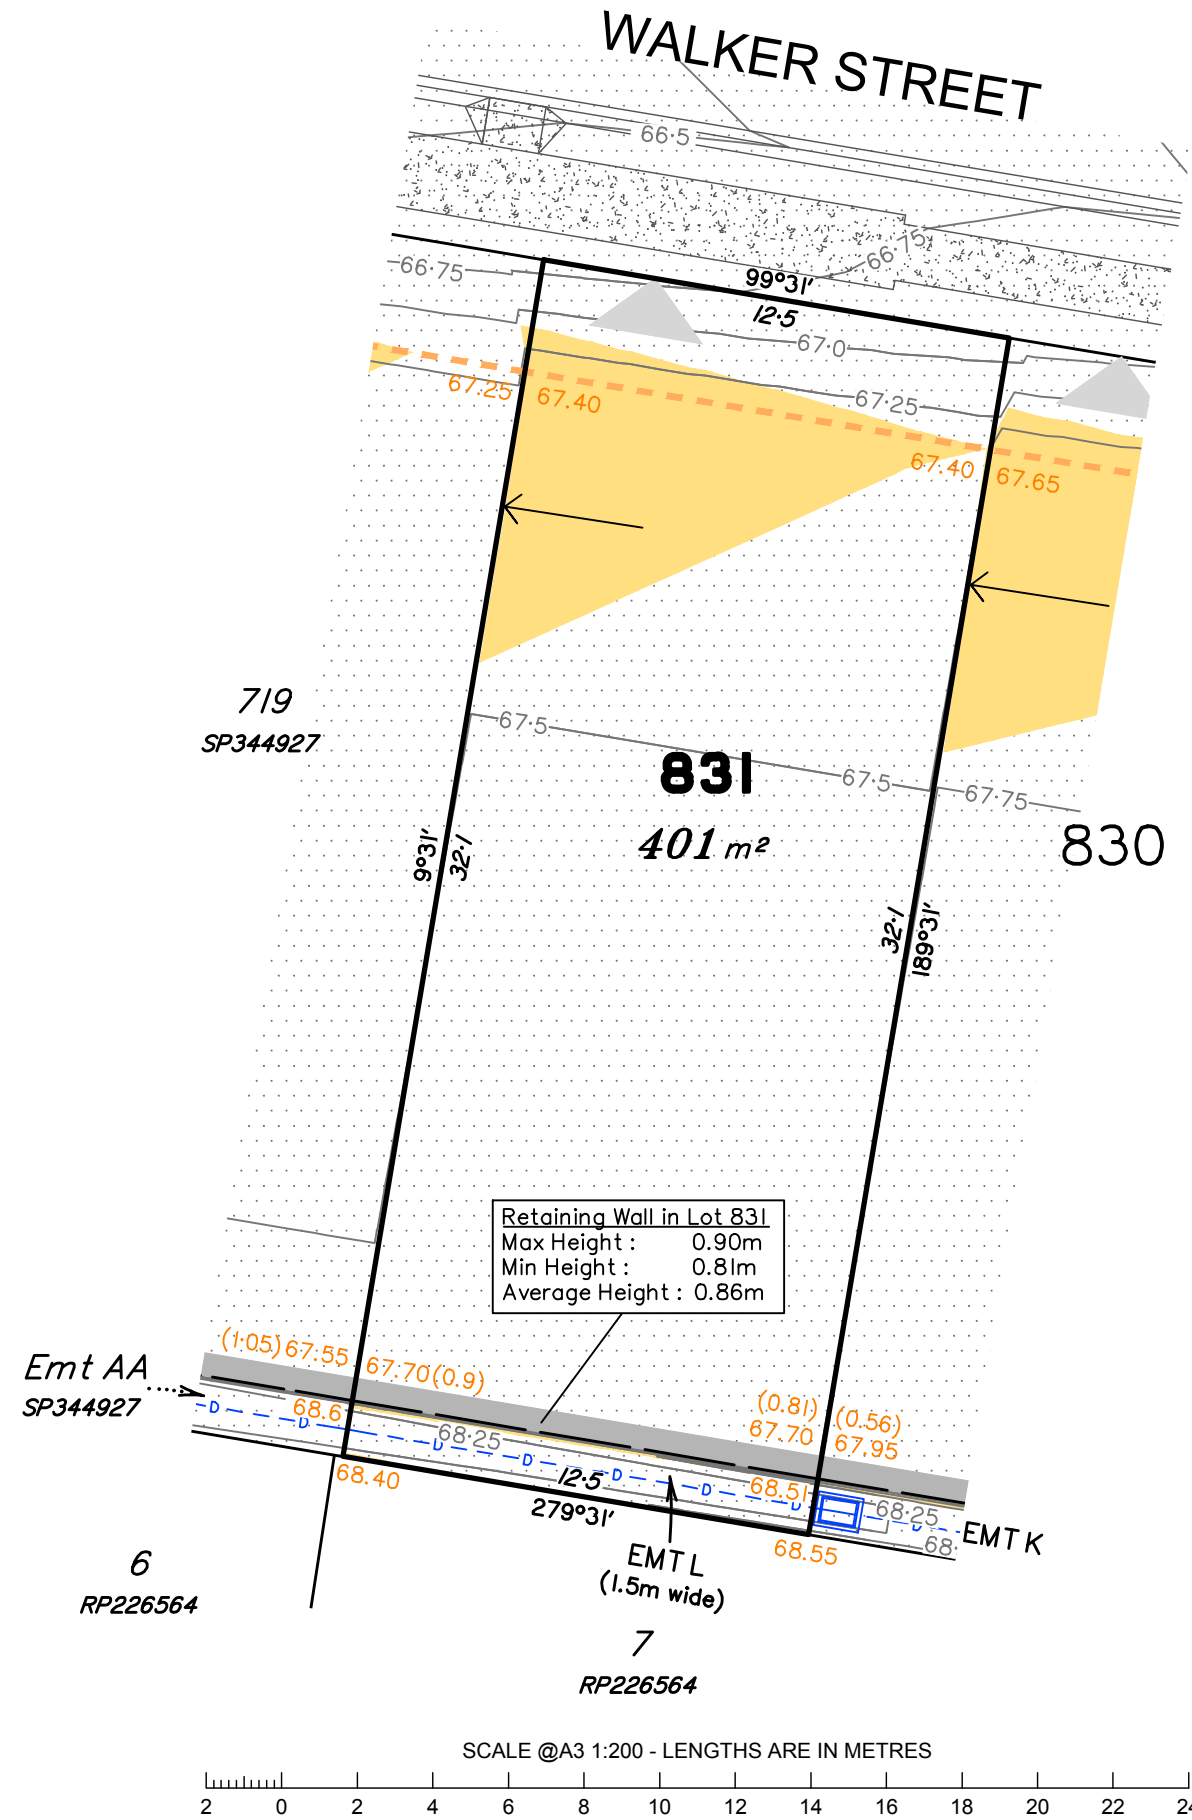 WALKER STREET
66·5
66·75
66·75
99°31'
12·5
67·0
67.25
67.40
67·25
67.40
67.65
719
SP344927
67·5
831
67·5
67·75
401 m²
830
9°31'
32·1
32·1
189°31'
Retaining Wall in Lot 831
Max Height : 0.90m
Min Height : 0.81m
Average Height : 0.86m
(1·05) 67.55
67.70 (0.9)
Emt AA
SP344927
(0.81) (0.56)
67.70 67.95
68.6
68·25
D D D D D D D D
68.40
12·5
279°31'
68.51
68·25
68·
EMT K
68.55
EMT L
(1.5m wide)
6
RP226564
7
RP226564
SCALE @A3 1:200 - LENGTHS ARE IN METRES
2 0 2 4 6 8 10 12 14 16 18 20 22 24